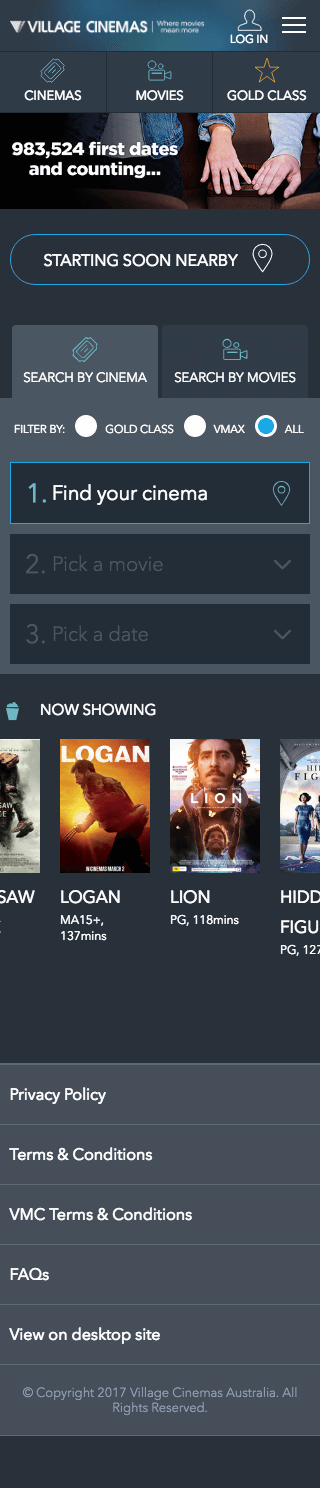 VILLAGE CINEMAS
Where movies
mean more
LOG IN
CINEMAS
MOVIES
GOLD CLASS
983,524 first dates
and counting...
STARTING SOON NEARBY
SEARCH BY CINEMA
SEARCH BY MOVIES
FILTER BY:
GOLD CLASS
VMAX
ALL
1. Find your cinema
2. Pick a movie
3. Pick a date
NOW SHOWING
LOGAN
IN CINEMAS MARCH 2
LION
SAW
LOGAN
LION
HIDD
MA15+,
137mins
PG, 118mins
FIGU
PG, 127
Privacy Policy
Terms & Conditions
VMC Terms & Conditions
FAQs
View on desktop site
© Copyright 2017 Village Cinemas Australia. All
Rights Reserved.